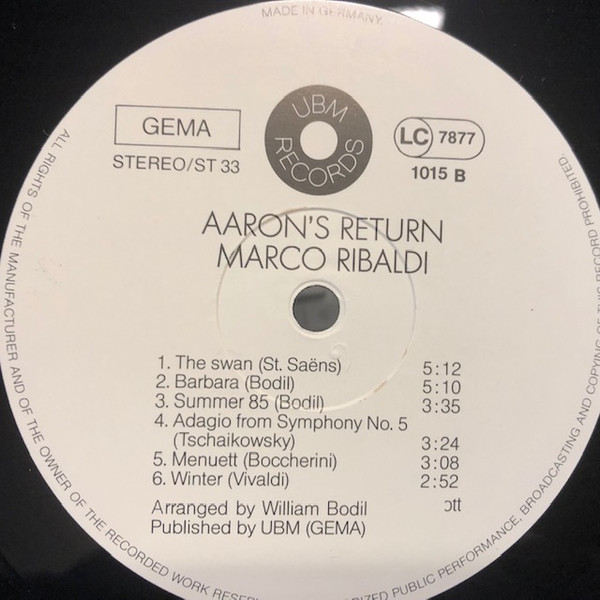 MADE IN GERMANY.
UBM
RECORDS
GEMA
STEREO/ST 33
LC 7877
1015 B
AARON'S RETURN
MARCO RIBALDI
1. The swan (St. Saëns) 5:12
2. Barbara (Bodil) 5:10
3. Summer 85 (Bodil) 3:35
4. Adagio from Symphony No. 5
(Tschaikowsky) 3:24
5. Menuett (Boccherini) 3:08
6. Winter (Vivaldi) 2:52
Arranged by William Bodil
Published by UBM (GEMA)
ALL RIGHTS OF THE MANUFACTURER AND OF THE OWNER OF THE RECORDED WORK
PUBLIC PERFORMANCE, BROADCASTING AND COPYING OF THIS RECORD PROHIBITED.